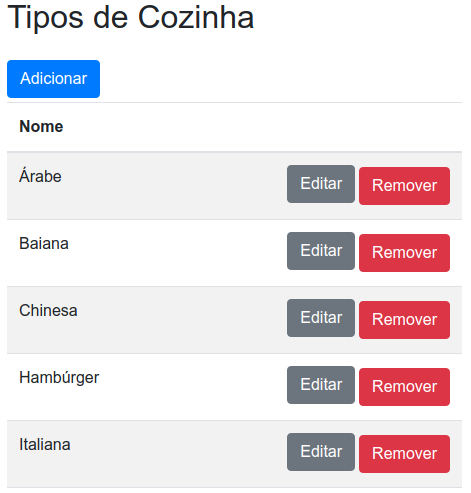 Tipos de Cozinha
Adicionar
Nome
Árabe Editar Remover
Baiana Editar Remover
Chinesa Editar Remover
Hambúrger Editar Remover
Italiana Editar Remover